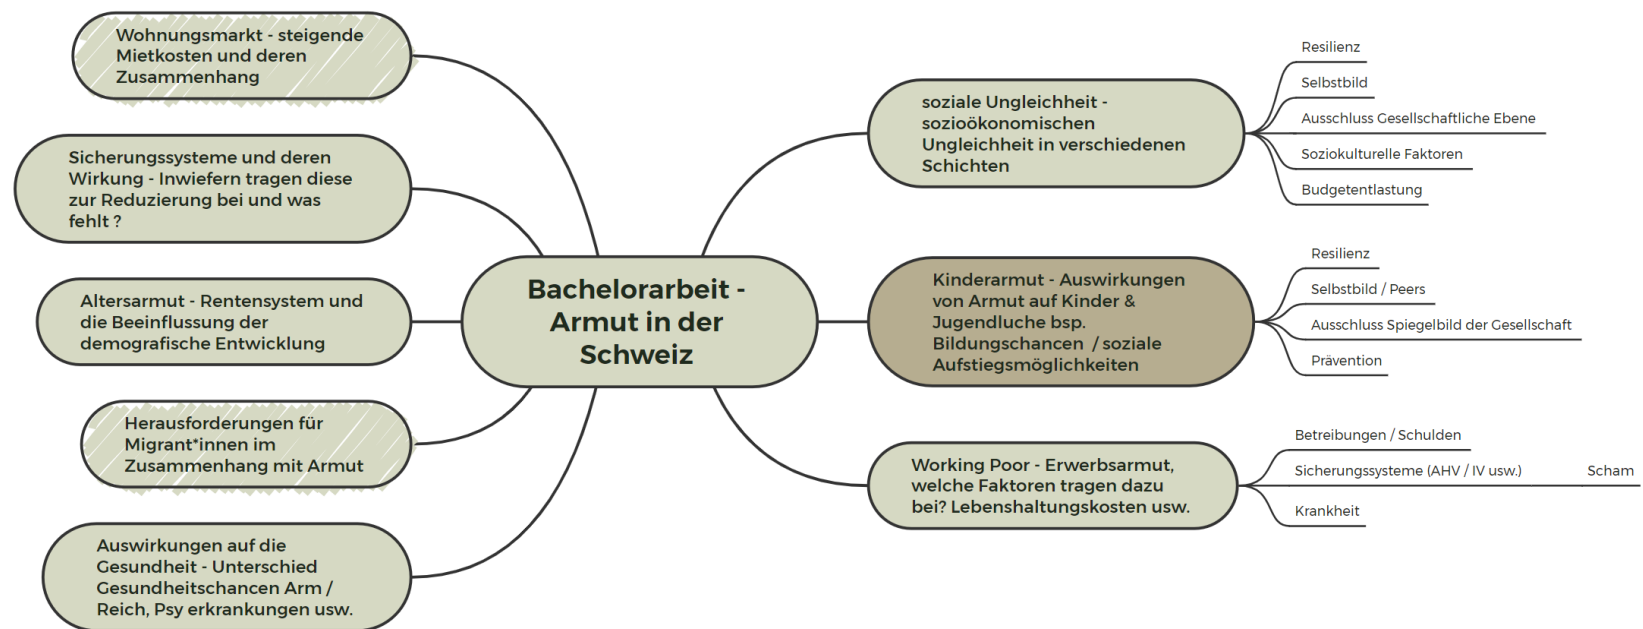 Wohnungsmarkt - steigende
Mietkosten und deren
Zusammenhang
Sicherungssysteme und deren
Wirkung - Inwiefern tragen diese
zur Reduzierung bei und was
fehlt ?
Altersarmut - Rentensystem und
die Beeinflussung der
demografische Entwicklung
Herausforderungen für
Migrant*innen im
Zusammenhang mit Armut
Auswirkungen auf die
Gesundheit - Unterschied
Gesundheitschancen Arm /
Reich, Psy erkrankungen usw.
Bachelorarbeit -
Armut in der
Schweiz
soziale Ungleichheit -
sozioökonomischen
Ungleichheit in verschiedenen
Schichten
Resilienz
Selbstbild
Ausschluss Gesellschaftliche Ebene
Soziokulturelle Faktoren
Budgetentlastung
Kinderarmut - Auswirkungen
von Armut auf Kinder &
Jugendluche bsp.
Bildungschancen / soziale
Aufstiegsmöglichkeiten
Resilienz
Selbstbild / Peers
Ausschluss Spiegelbild der Gesellschaft
Prävention
Working Poor - Erwerbsarmut,
welche Faktoren tragen dazu
bei? Lebenshaltungskosten usw.
Betreibungen / Schulden
Sicherungssysteme (AHV / IV usw.)
Scham
Krankheit